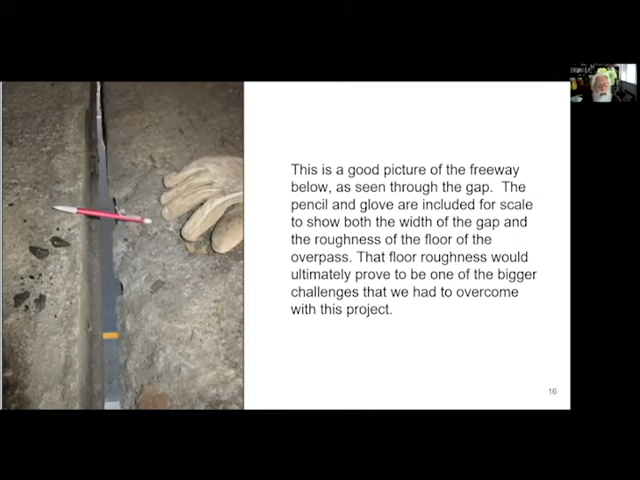 This is a good picture of the freeway
below, as seen through the gap.  The
pencil and glove are included for scale
to show both the width of the gap and
the roughness of the floor of the
overpass. That floor roughness would
ultimately prove to be one of the bigger
challenges that we had to overcome
with this project.
16